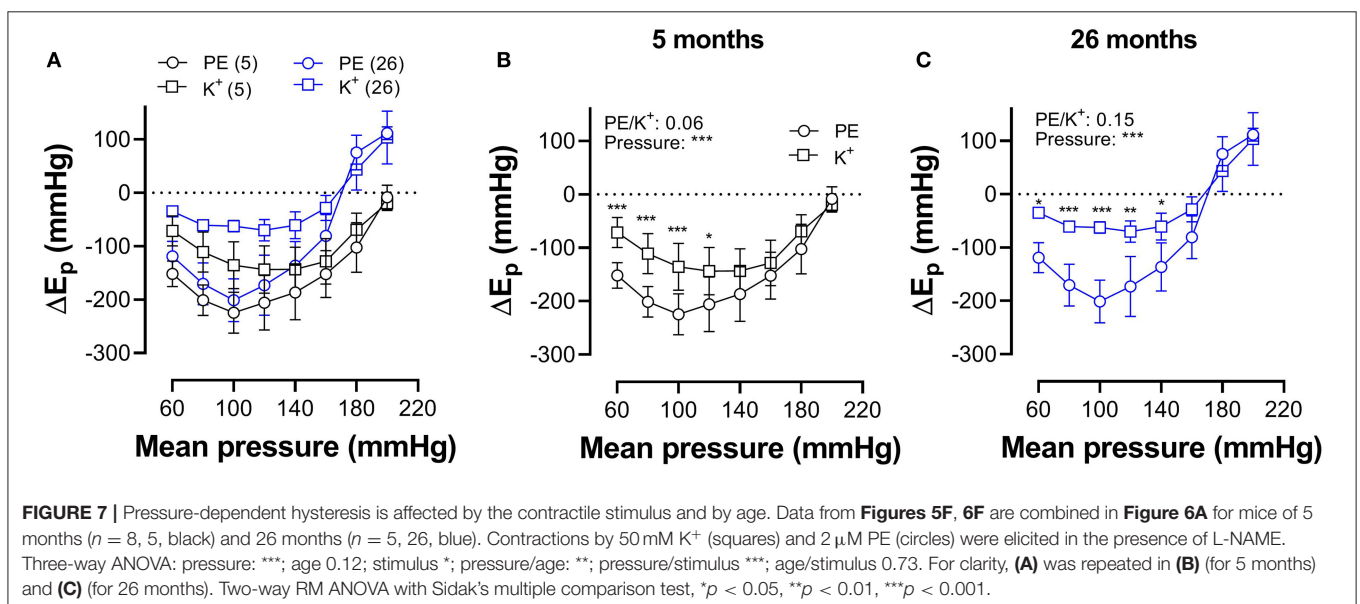 5 months
26 months
A
PE (5)
PE (26)
K+ (5)
K+ (26)
ΔEp (mmHg)
100
0
-100
-200
-300
60
100
140
180
220
Mean pressure (mmHg)
B
PE/K+: 0.06
Pressure: ***
PE
K+
***
***
***
*
ΔEp (mmHg)
100
0
-100
-200
-300
60
100
140
180
220
Mean pressure (mmHg)
C
PE/K+: 0.15
Pressure: ***
*
***
***
**
*
ΔEp (mmHg)
100
0
-100
-200
-300
60
100
140
180
220
Mean pressure (mmHg)
FIGURE 7 | Pressure-dependent hysteresis is affected by the contractile stimulus and by age. Data from Figures 5F, 6F are combined in Figure 6A for mice of 5
months (n = 8, 5, black) and 26 months (n = 5, 26, blue). Contractions by 50 mM K+ (squares) and 2 μM PE (circles) were elicited in the presence of L-NAME.
Three-way ANOVA: pressure: ***; age 0.12; stimulus *; pressure/age: **; pressure/stimulus ***; age/stimulus 0.73. For clarity, (A) was repeated in (B) (for 5 months)
and (C) (for 26 months). Two-way RM ANOVA with Sidak's multiple comparison test, *p < 0.05, **p < 0.01, ***p < 0.001.